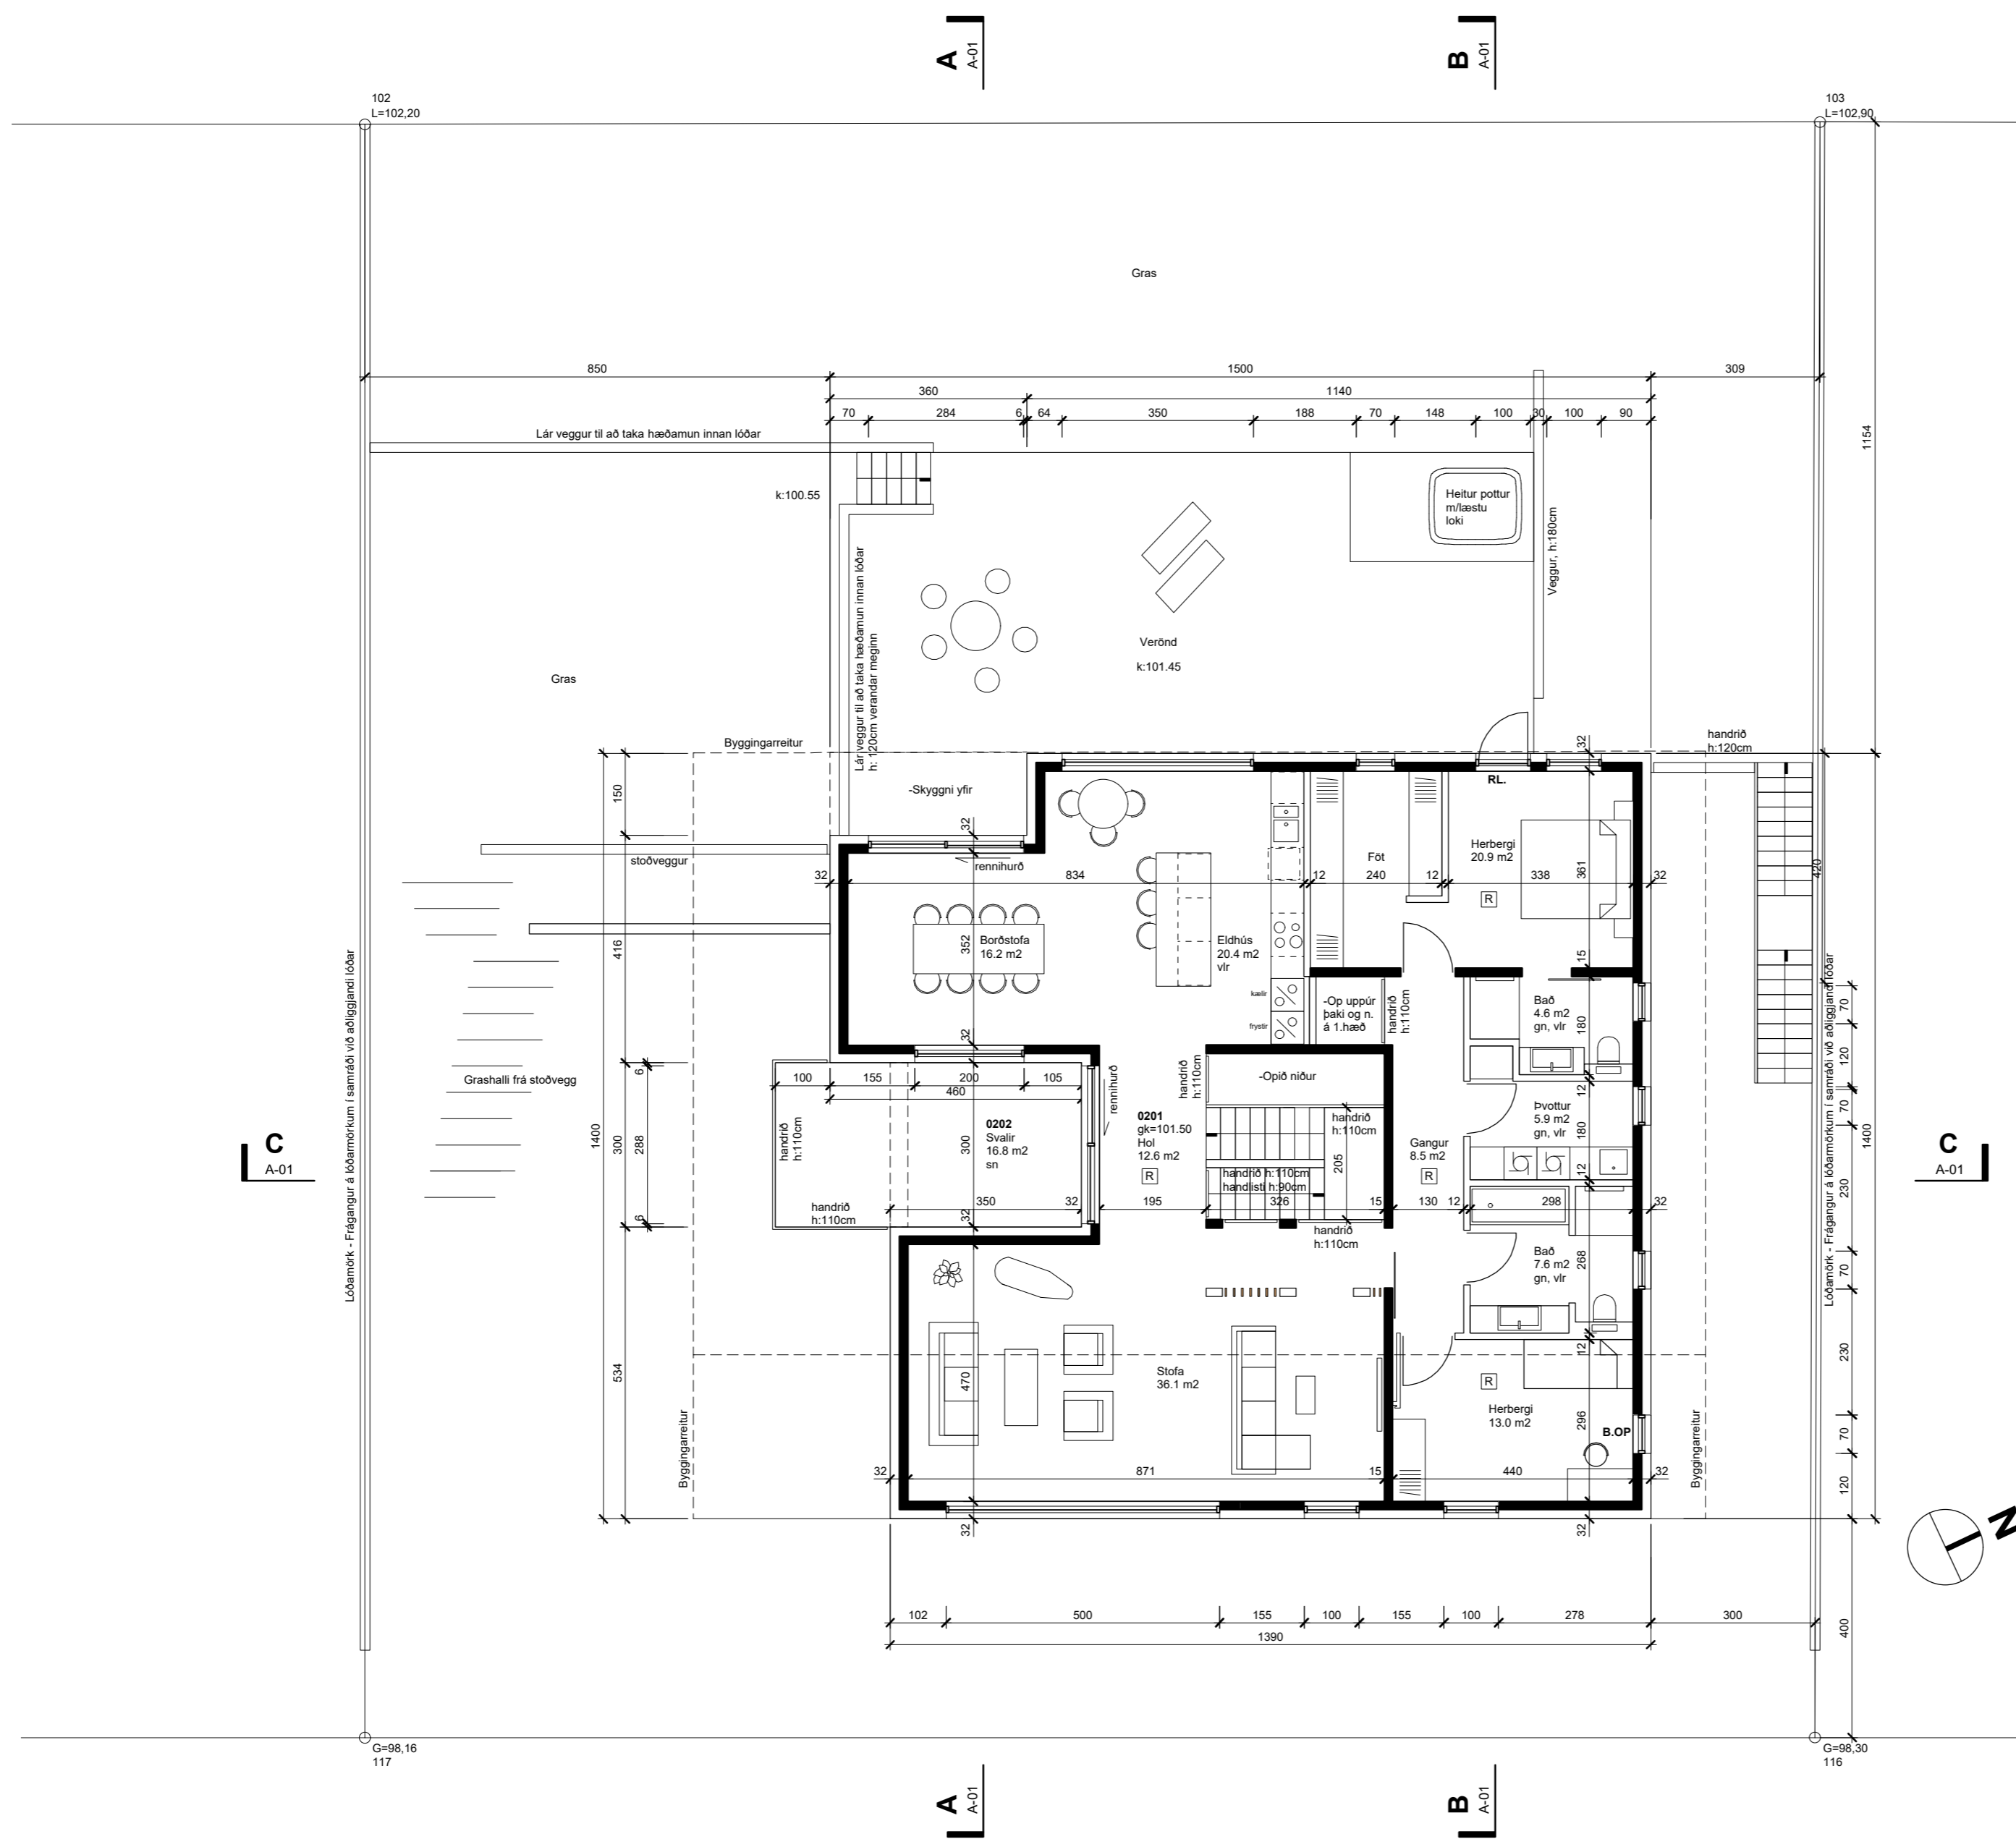 A
A-01
B
A-01
102
L=102,20
103
L=102,90
Gras
850
1500
309
360
1140
70
284
6
64
350
188
70
148
100
30
100
90
1154
Lár veggur til að taka hæðamun innan lóðar
k:100.55
Heitur pottur
m/læstu
loki
Veggur, h:180cm
Lár veggur til að taka hæðamun innan lóðar
h: 120cm verandar meginn
Verönd
k:101.45
Gras
Byggingarreitur
handrið
h:120cm
32
RL.
150
-Skyggni yfir
32
stoðveggur
rennihurð
Föt
Herbergi
20.9 m2
361
420
32
834
12
240
12
338
32
R
416
352
Borðstofa
16.2 m2
Eldhús
20.4 m2
vlr
15
kælir
frystir
-Op uppúr
þaki og n.
á 1.hæð
handrið
h:110cm
Bað
4.6 m2
gn, vlr
180
70
120
32
Grashalli frá stoðvegg
6
100
155
200
105
460
rennihurð
handrið
h:110cm
-Opið niður
12
70
1400
300
288
handrið
h:110cm
0202
Svalir
16.8 m2
sn
300
0201
gk=101.50
Hol
12.6 m2
R
handrið
h:110cm
205
handrið h:110cm
handlisti h:90cm
Gangur
8.5 m2
R
Þvottur
5.9 m2
gn, vlr
180
12
230
1400
C
A-01
C
A-01
Lóðamörk - Frágangur á lóðarmörkum í samráði við aðliggjandi lóðar
Lóðamörk - Frágangur á lóðarmörkum í samráði við aðliggjandi lóðar
handrið
h:110cm
6
350
32
32
195
326
15
130
12
298
32
handrið
h:110cm
Bað
7.6 m2
gn, vlr
268
70
534
470
Stofa
36.1 m2
12
230
R
Herbergi
13.0 m2
296
B.OP
70
Byggingarreitur
Byggingarreitur
32
871
15
440
32
120
32
32
N
102
500
155
100
155
100
278
300
1390
400
G=98,16
117
G=98,30
116
A
A-01
B
A-01